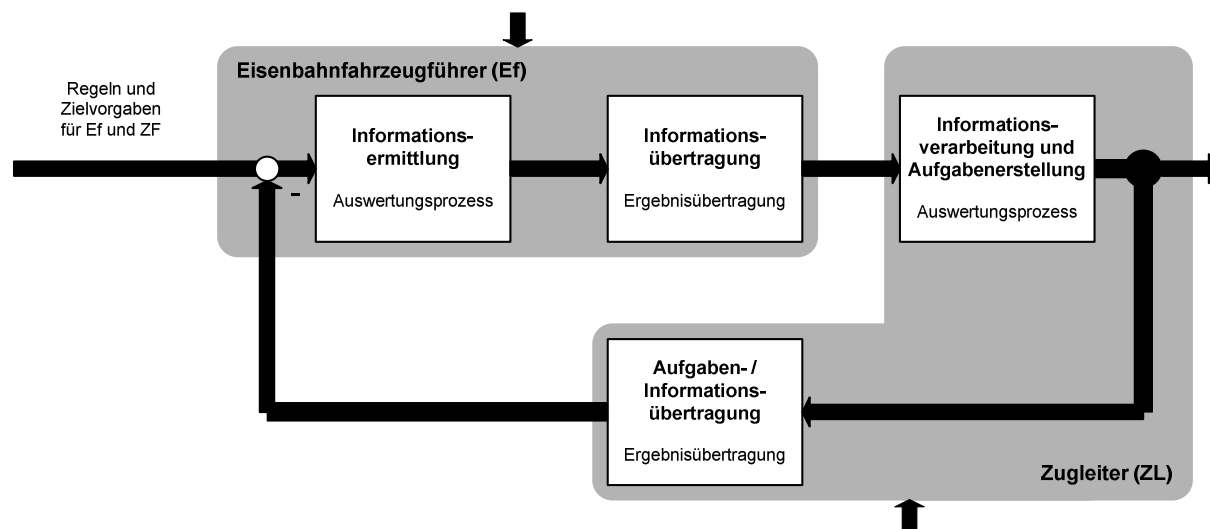 Eisenbahnfahrzeugführer (Ef)
Regeln und
Zielvorgaben
für Ef und ZF
-
Informations-
ermittlung
Auswertungsprozess
Informations-
übertragung
Ergebnisübertragung
Informations-
verarbeitung und
Aufgabenerstellung
Auswertungsprozess
Aufgaben- /
Informations-
übertragung
Ergebnisübertragung
Zugleiter (ZL)